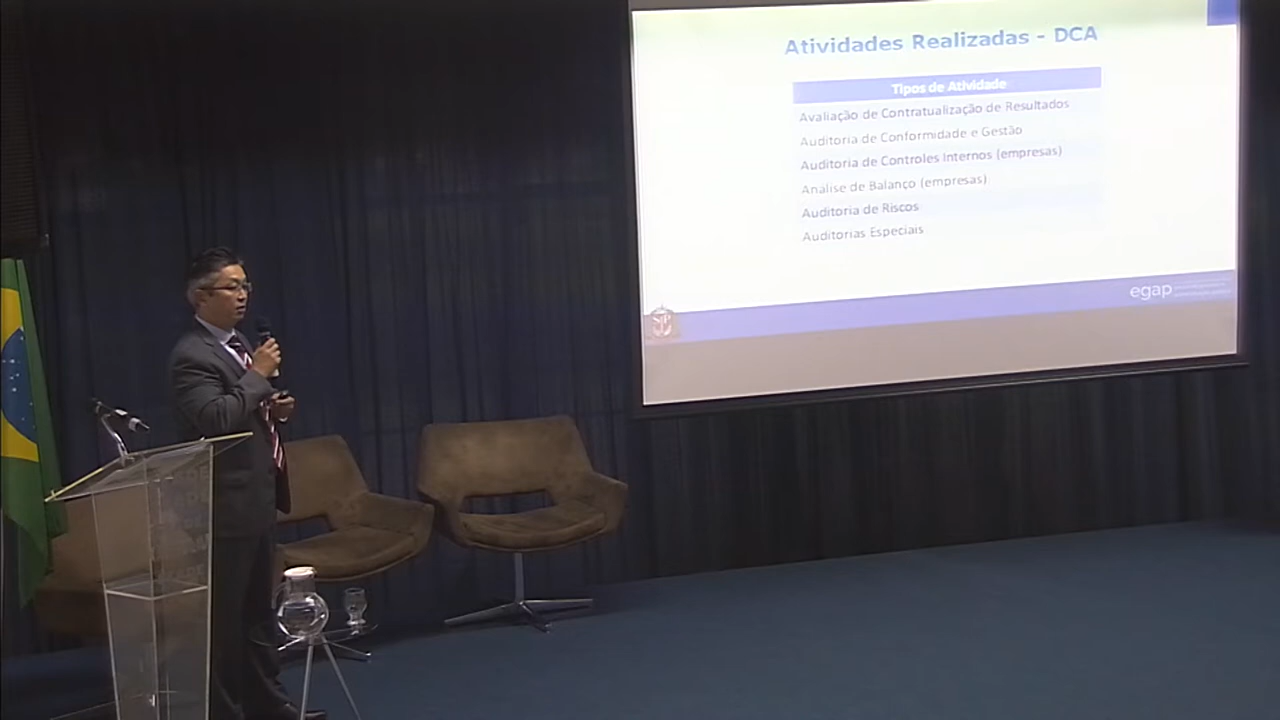 Atividades Realizadas - DCA
Tipos de Atividade
Avaliação de Contratualização de Resultados
Auditoria de Conformidade e Gestão
Auditoria de Controles Internos (empresas)
Analise de Balanço (empresas)
Auditoria de Riscos
Auditorias Especiais
egap